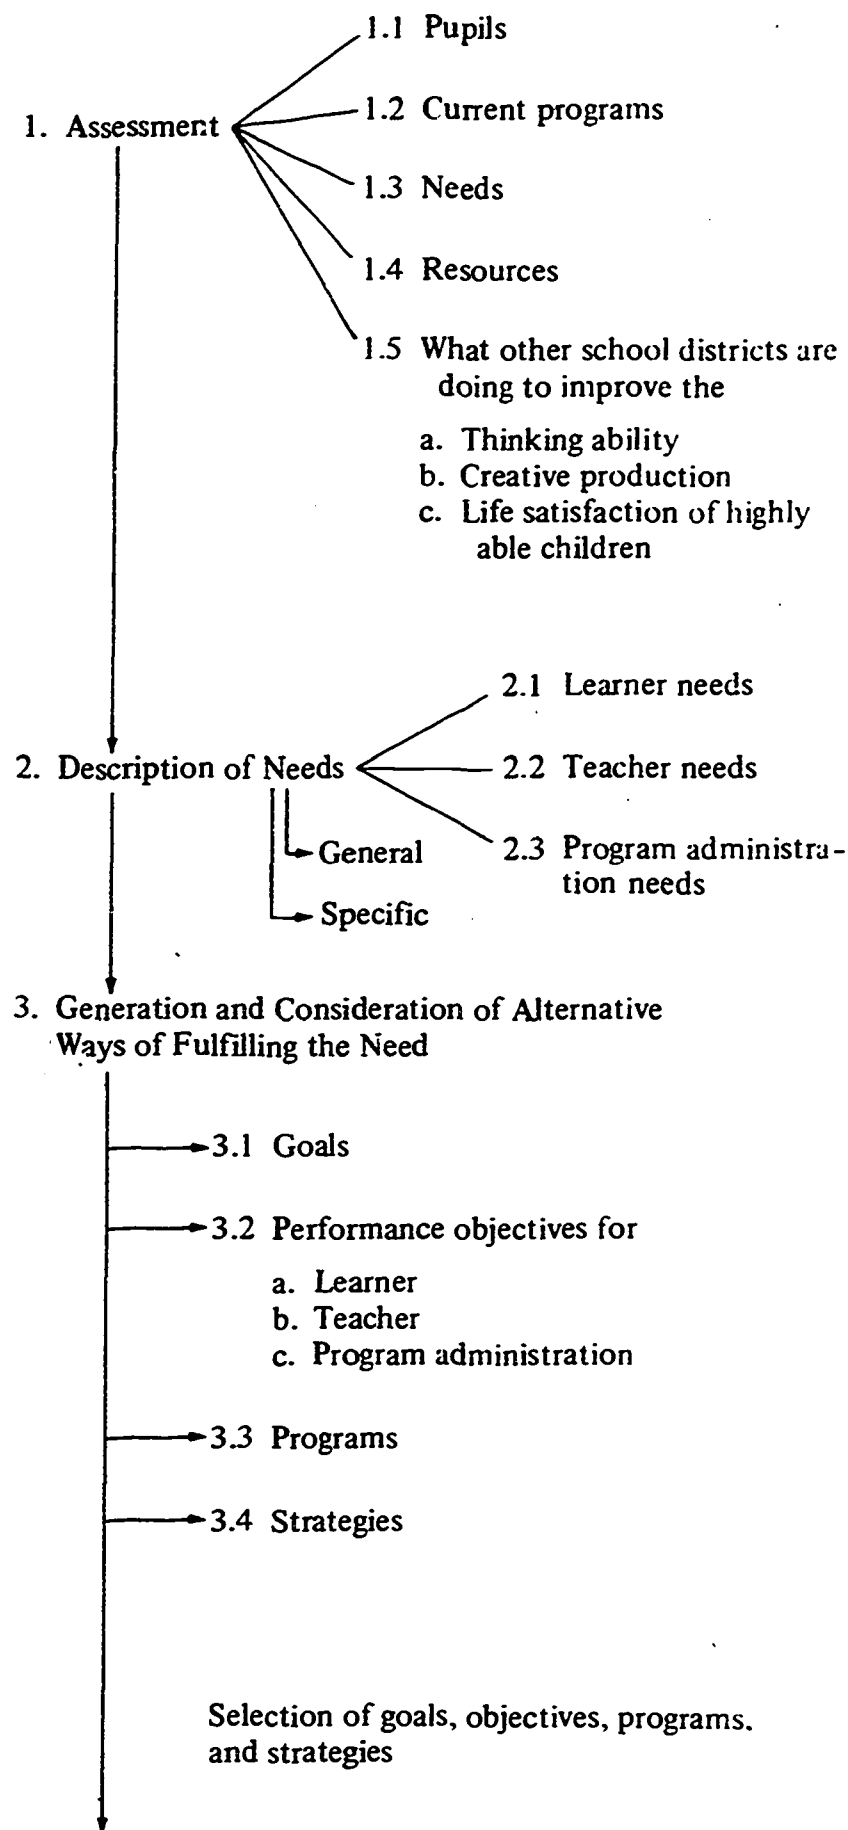 1.1 Pupils
1. Assessment
1.2 Current programs
1.3 Needs
1.4 Resources
1.5 What other school districts are
doing to improve the
a. Thinking ability
b. Creative production
c. Life satisfaction of highly
able children
2.1 Learner needs
2. Description of Needs
2.2 Teacher needs
2.3 Program administra-
tion needs
General
Specific
3. Generation and Consideration of Alternative
Ways of Fulfilling the Need
3.1 Goals
3.2 Performance objectives for
a. Learner
b. Teacher
c. Program administration
3.3 Programs
3.4 Strategies
Selection of goals, objectives, programs.
and strategies